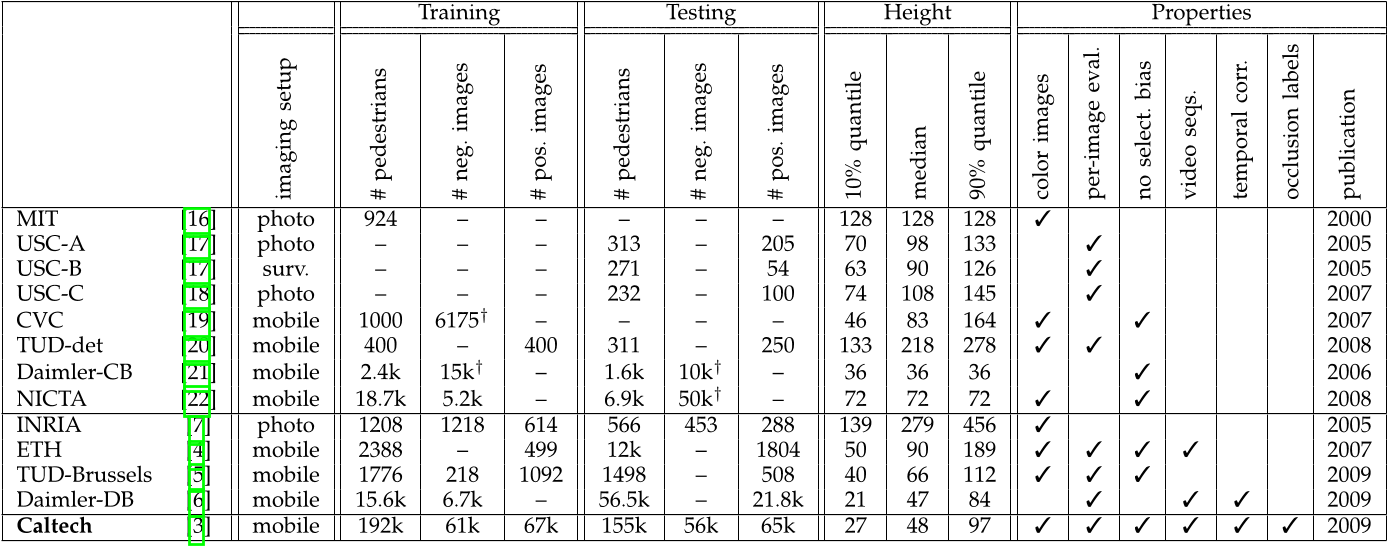 Training Testing Height Properties
imaging setup # pedestrians # neg. images # pos. images # pedestrians # neg. images # pos. images 10% quantile median 90% quantile color images per-image eval. no select. bias video seqs. temporal corr. occlusion labels publication
MIT [16] photo 924 – – – – – 128 128 128 ✓ 2000
USC-A [17] photo – – – 313 – 205 70 98 133 ✓ 2005
USC-B [17] surv. – – – 271 – 54 63 90 126 ✓ 2005
USC-C [18] photo – – – 232 – 100 74 108 145 ✓ 2007
CVC [19] mobile 1000 6175† – – – – 46 83 164 ✓ ✓ 2007
TUD-det [20] mobile 400 – 400 311 – 250 133 218 278 ✓ ✓ 2008
Daimler-CB [21] mobile 2.4k 15k† – 1.6k 10k† – 36 36 36 ✓ 2006
NICTA [22] mobile 18.7k 5.2k – 6.9k 50k† – 72 72 72 ✓ ✓ 2008
INRIA [7] photo 1208 1218 614 566 453 288 139 279 456 ✓ 2005
ETH [4] mobile 2388 – 499 12k – 1804 50 90 189 ✓ ✓ ✓ ✓ 2007
TUD-Brussels [5] mobile 1776 218 1092 1498 – 508 40 66 112 ✓ ✓ ✓ 2009
Daimler-DB [6] mobile 15.6k 6.7k – 56.5k – 21.8k 21 47 84 ✓ ✓ ✓ 2009
Caltech [3] mobile 192k 61k 67k 155k 56k 65k 27 48 97 ✓ ✓ ✓ ✓ ✓ ✓ 2009